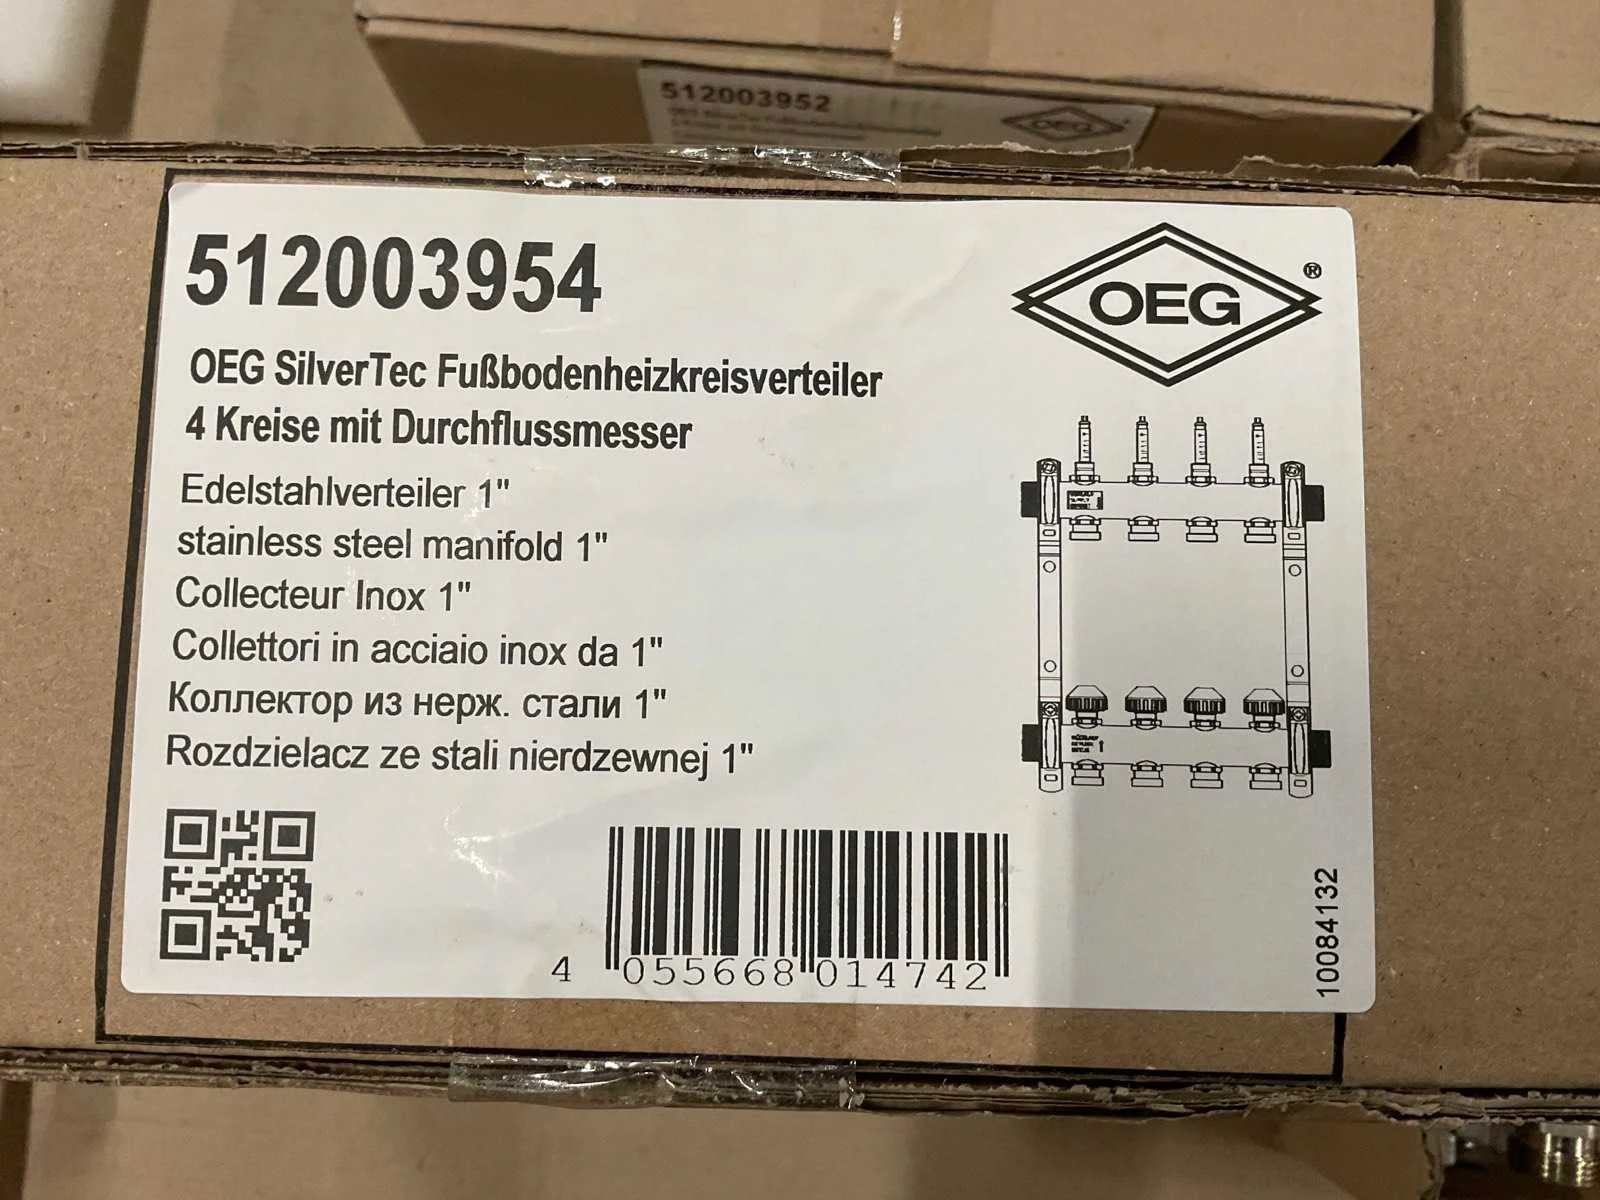 512003952
OEG
512003954
OEG ®
OEG SilverTec Fußbodenheizkreisverteiler
4 Kreise mit Durchflussmesser
Edelstahlverteiler 1"
stainless steel manifold 1"
Collecteur Inox 1"
Collettori in acciaio inox da 1"
Коллектор из нерж. стали 1"
Rozdzielacz ze stali nierdzewnej 1"
4 055668 014742
10084132